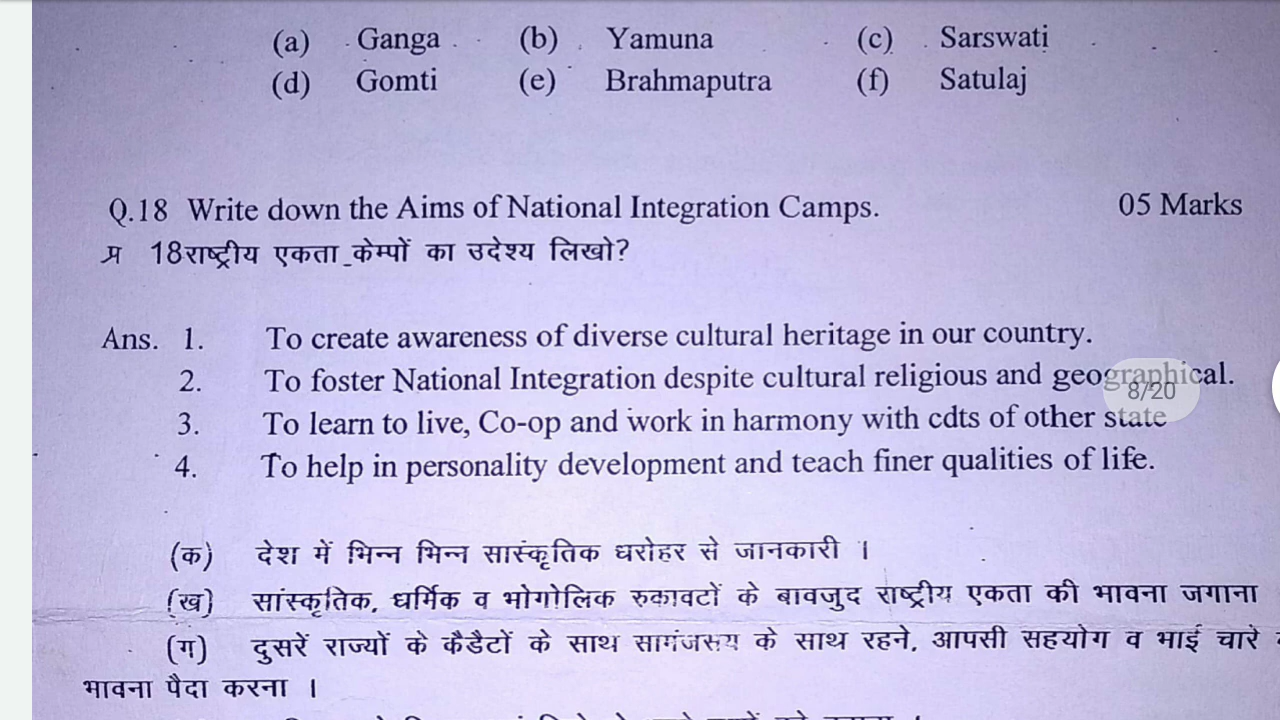 (a) Ganga (b) Yamuna (c) Sarswati
(d) Gomti (e) Brahmaputra (f) Satulaj
Q.18 Write down the Aims of National Integration Camps. 05 Marks
प्र 18राष्ट्रीय एकता केम्पों का उदेश्य लिखो?
Ans. 1. To create awareness of diverse cultural heritage in our country.
2. To foster National Integration despite cultural religious and geographical.
8/20
3. To learn to live, Co-op and work in harmony with cdts of other state
4. To help in personality development and teach finer qualities of life.
(क) देश में भिन्न भिन्न सास्ंकृतिक धरोहर से जानकारी ।
(ख) सांस्कृतिक, धर्मिक व भोगोलिक रुकावटों के बावजुद राष्ट्रीय एकता की भावना जगाना
(ग) दुसरें राज्यों के कैडैटों के साथ सामंजसय के साथ रहने, आपसी सहयोग व भाई चारे
भावना पैदा करना ।